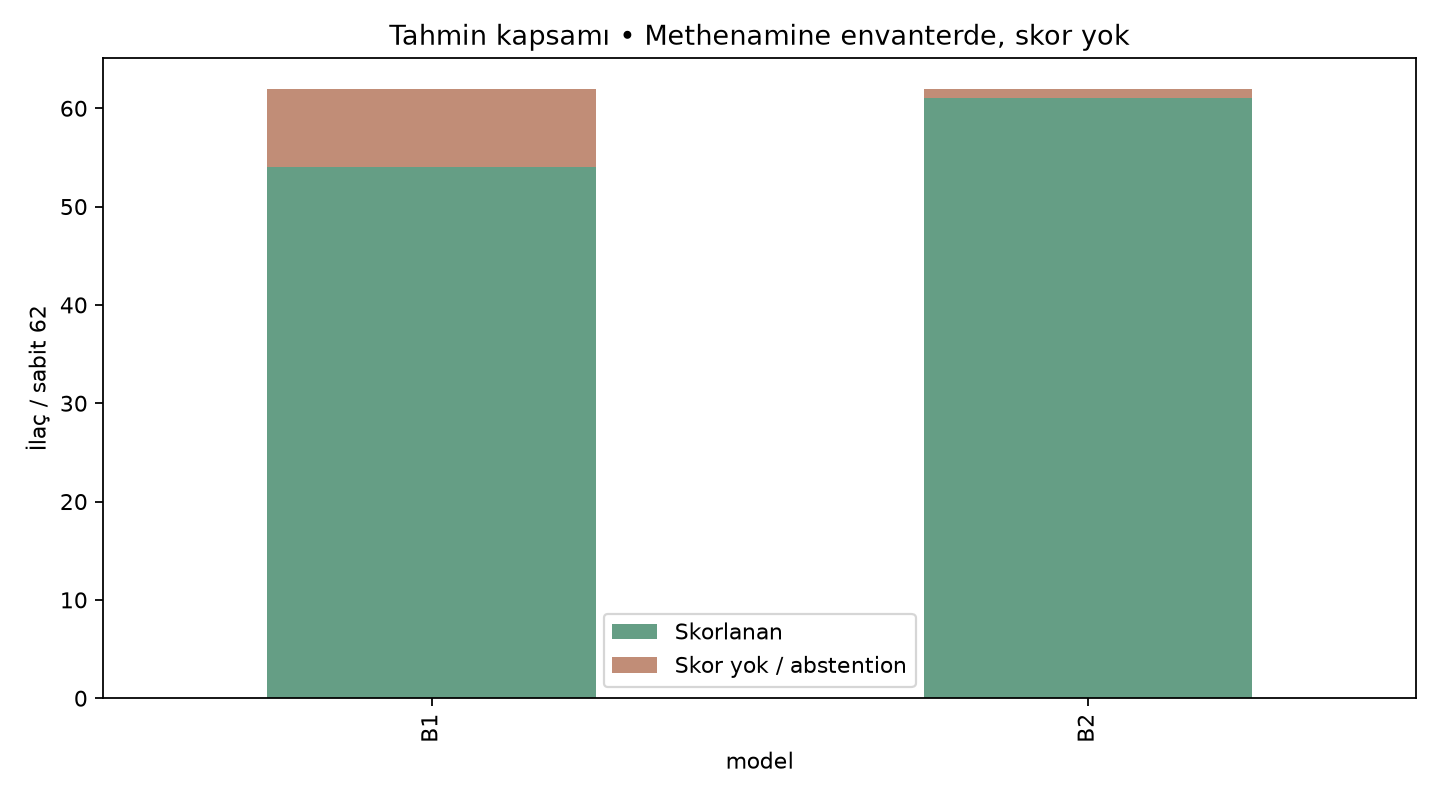 Tahmin kapsamı • Methenamine envanterde, skor yok
İlaç / sabit 62
60
50
40
30
20
10
0
Skorlanan
Skor yok / abstention
B1
B2
model